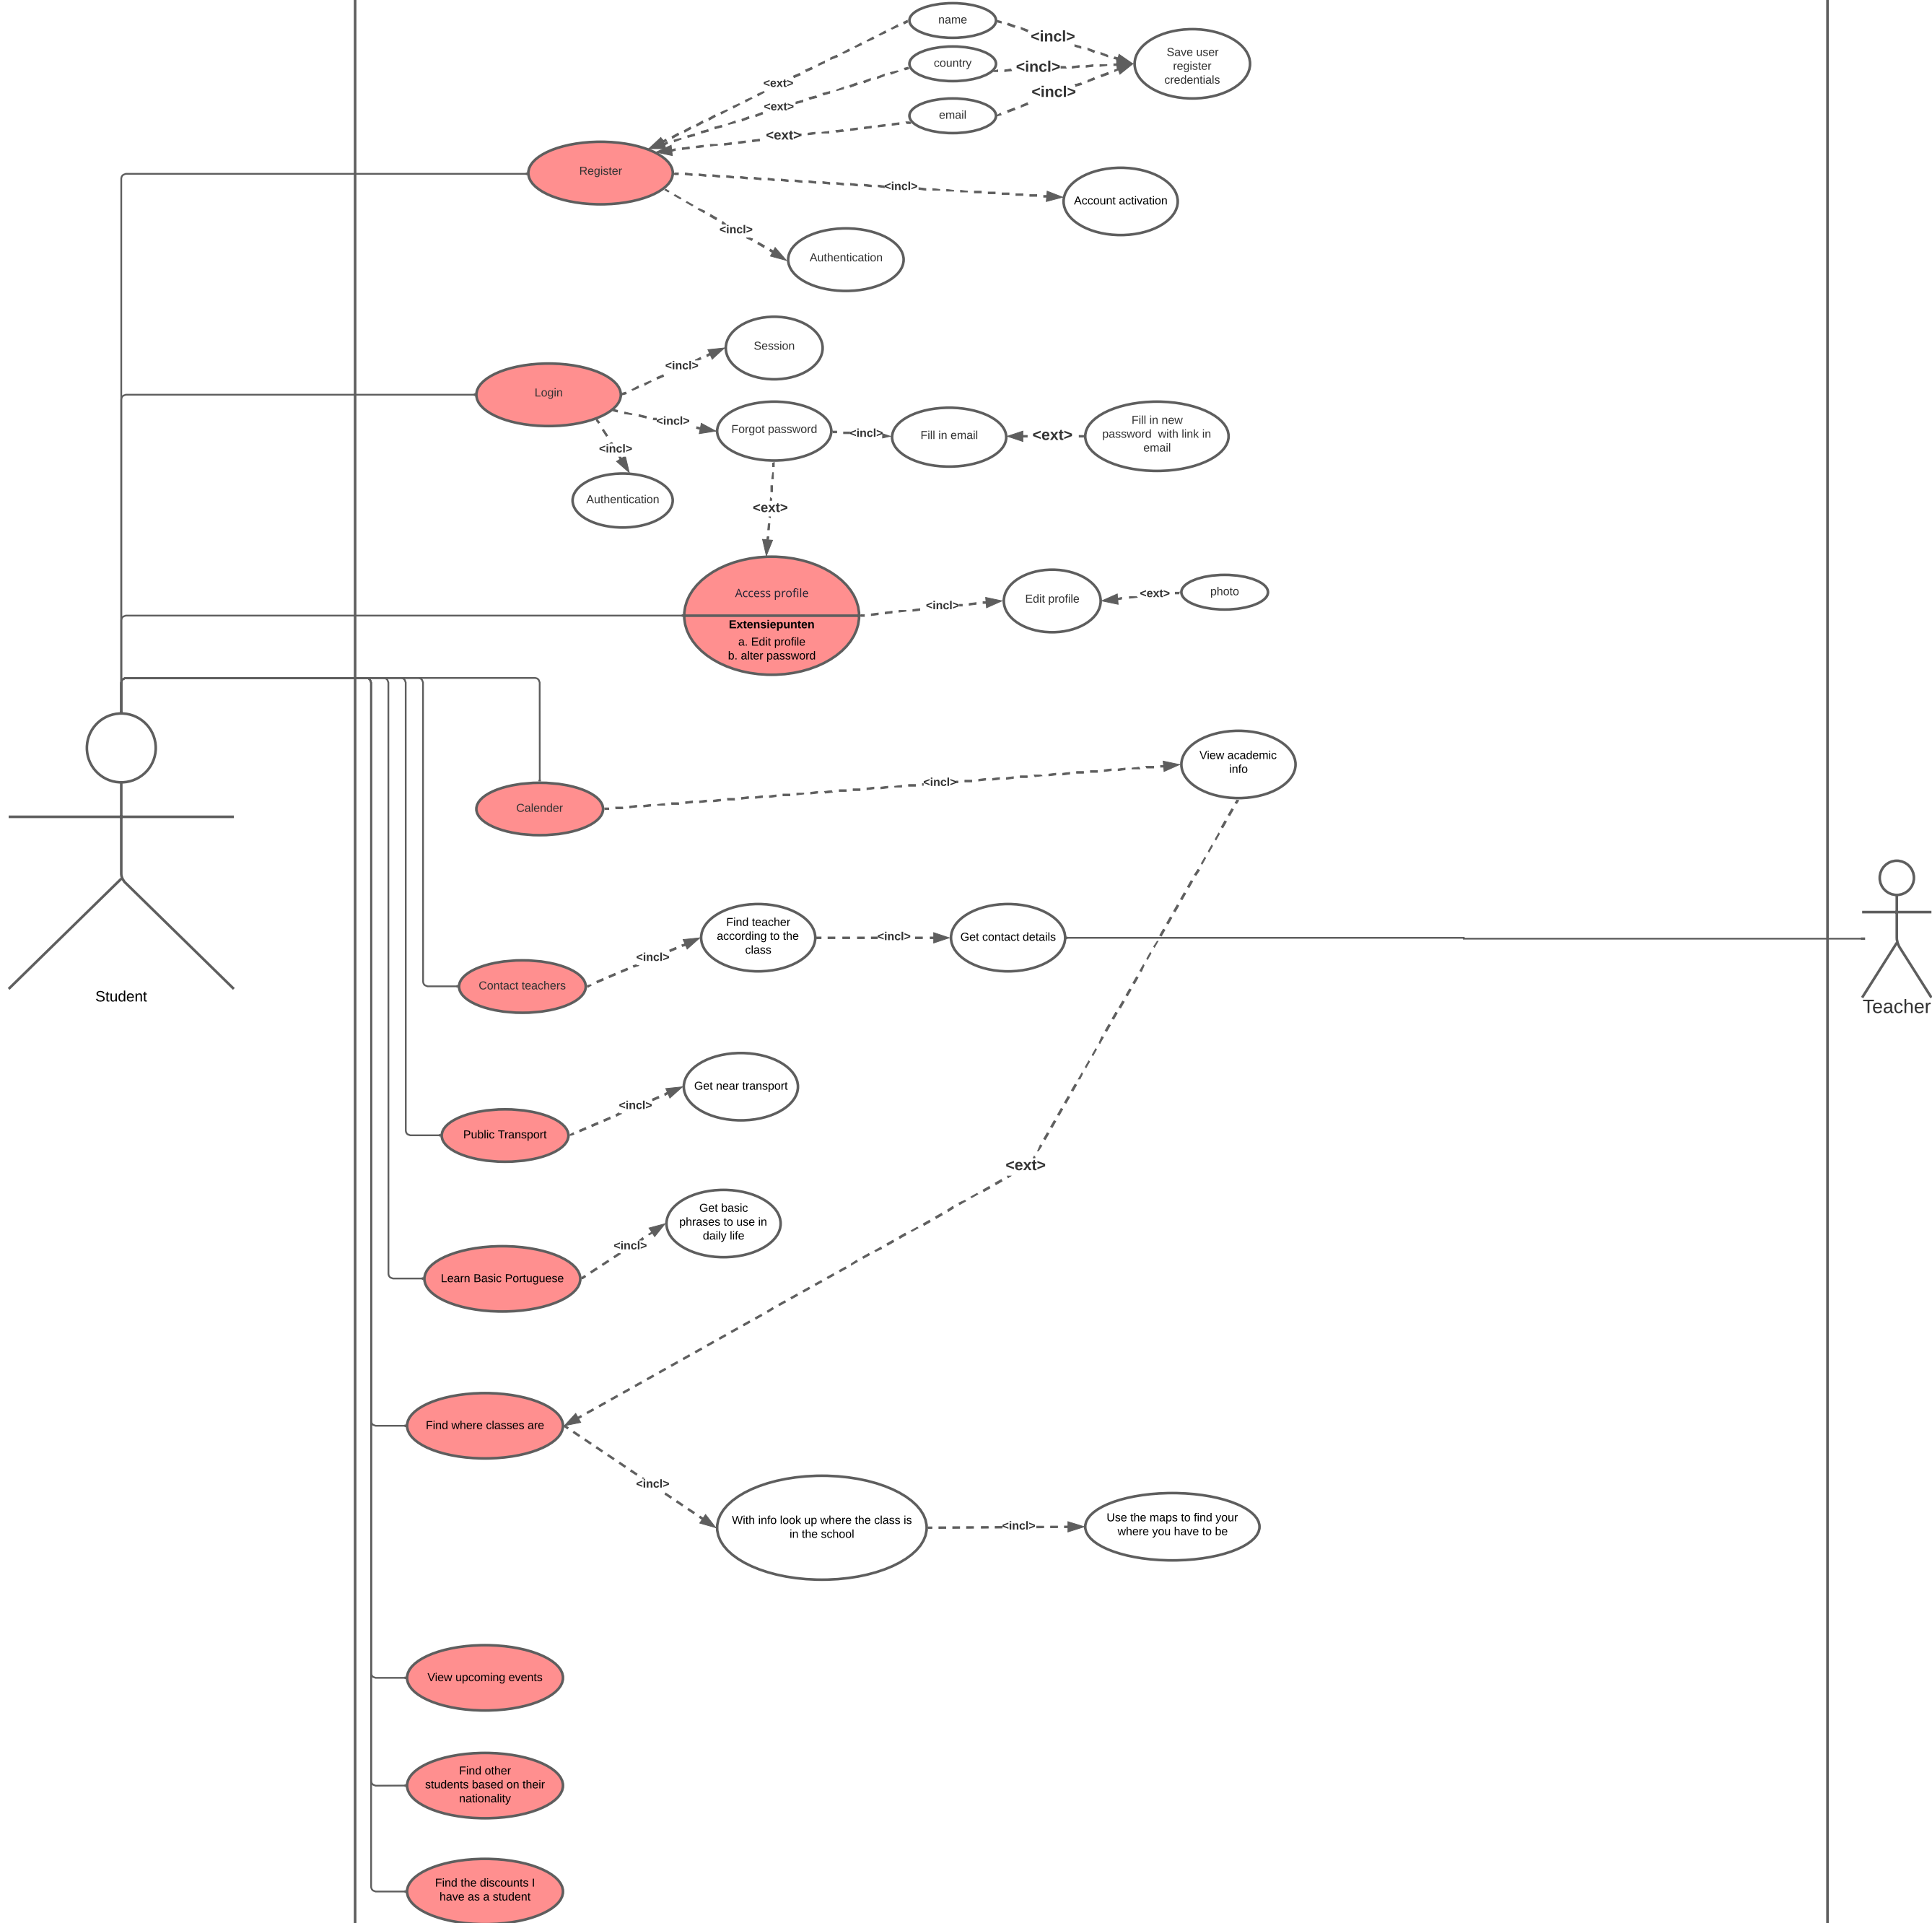 name
<incl>
Save user
register
credentials
country
<incl>
<ext>
<incl>
<ext>
email
<ext>
Register
<incl>
Account activation
<incl>
Authentication
Session
<incl>
Login
<incl>
Forgot password
<incl>
Fill in email
<ext>
Fill in new
password  with link in
email
<incl>
Authentication
<ext>
Access profile
Extensiepunten
a. Edit profile
b. alter password
<incl>
Edit profile
<ext>
photo
View academic
info
<incl>
Calender
Find teacher
according to the
class
<incl>
Get contact details
<incl>
Contact teachers
Student
Teacher
Get near transport
<incl>
Public Transport
<ext>
Get basic
phrases to use in
daily life
<incl>
Learn Basic Portuguese
Find where classes are
<incl>
With info look up where the class is
in the school
<incl>
Use the maps to find your
where you have to be
View upcoming events
Find other
students based on their
nationality
Find the discounts I
have as a student